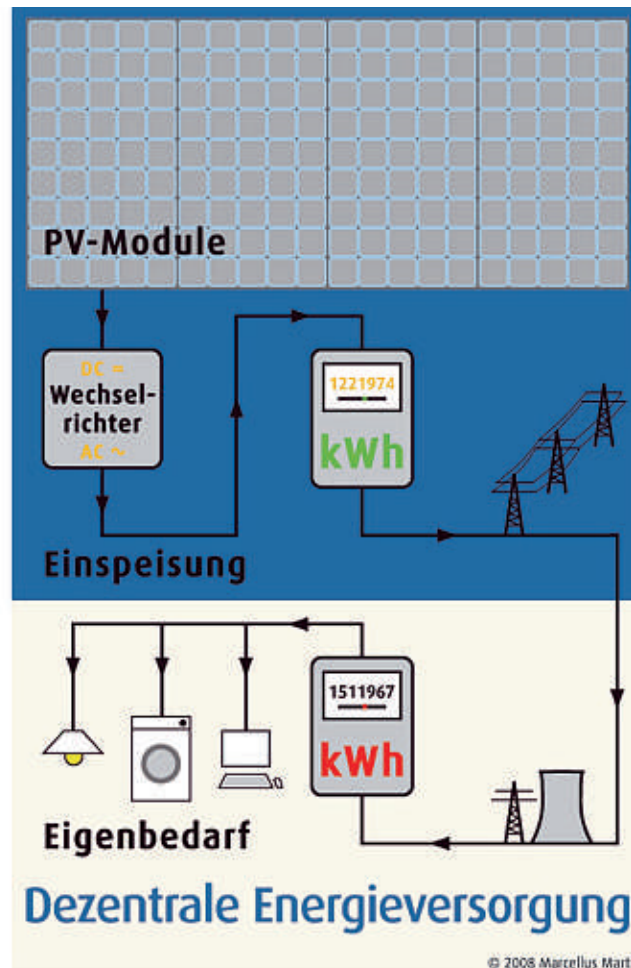 PV-Module
DC =
Wechsel-
richter
AC ~
1221974
kWh
Einspeisung
1511967
kWh
Eigenbedarf
Dezentrale Energieversorgung
© 2008 Marcellus Mart